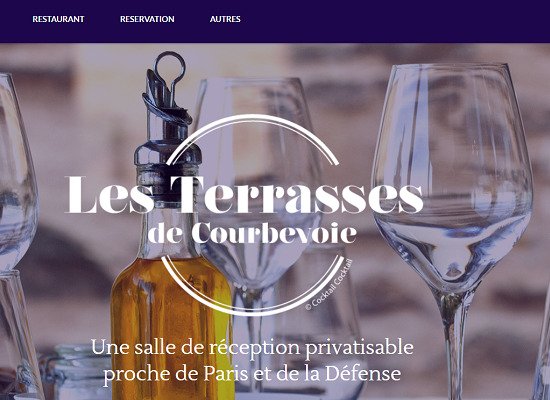 RESTAURANT RESERVATION AUTRES
Les Terrasses
de Courbevoie
© Cocktail Cocktail
Une salle de réception privatisable
proche de Paris et de la Défense